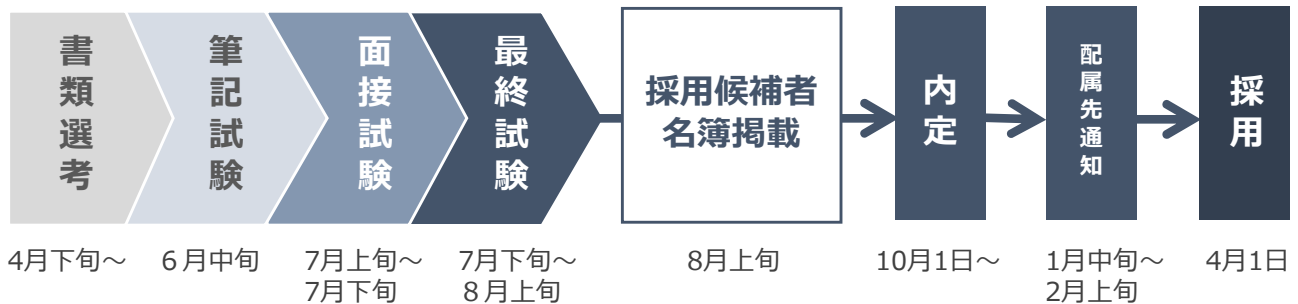 書類選考
筆記試験
面接試験
最終試験
採用候補者
名簿掲載
内定
配属先通知
採用
4月下旬～
６月中旬
7月上旬～
7月下旬
7月下旬～
８月上旬
8月上旬
10月1日～
1月中旬～
2月上旬
4月1日